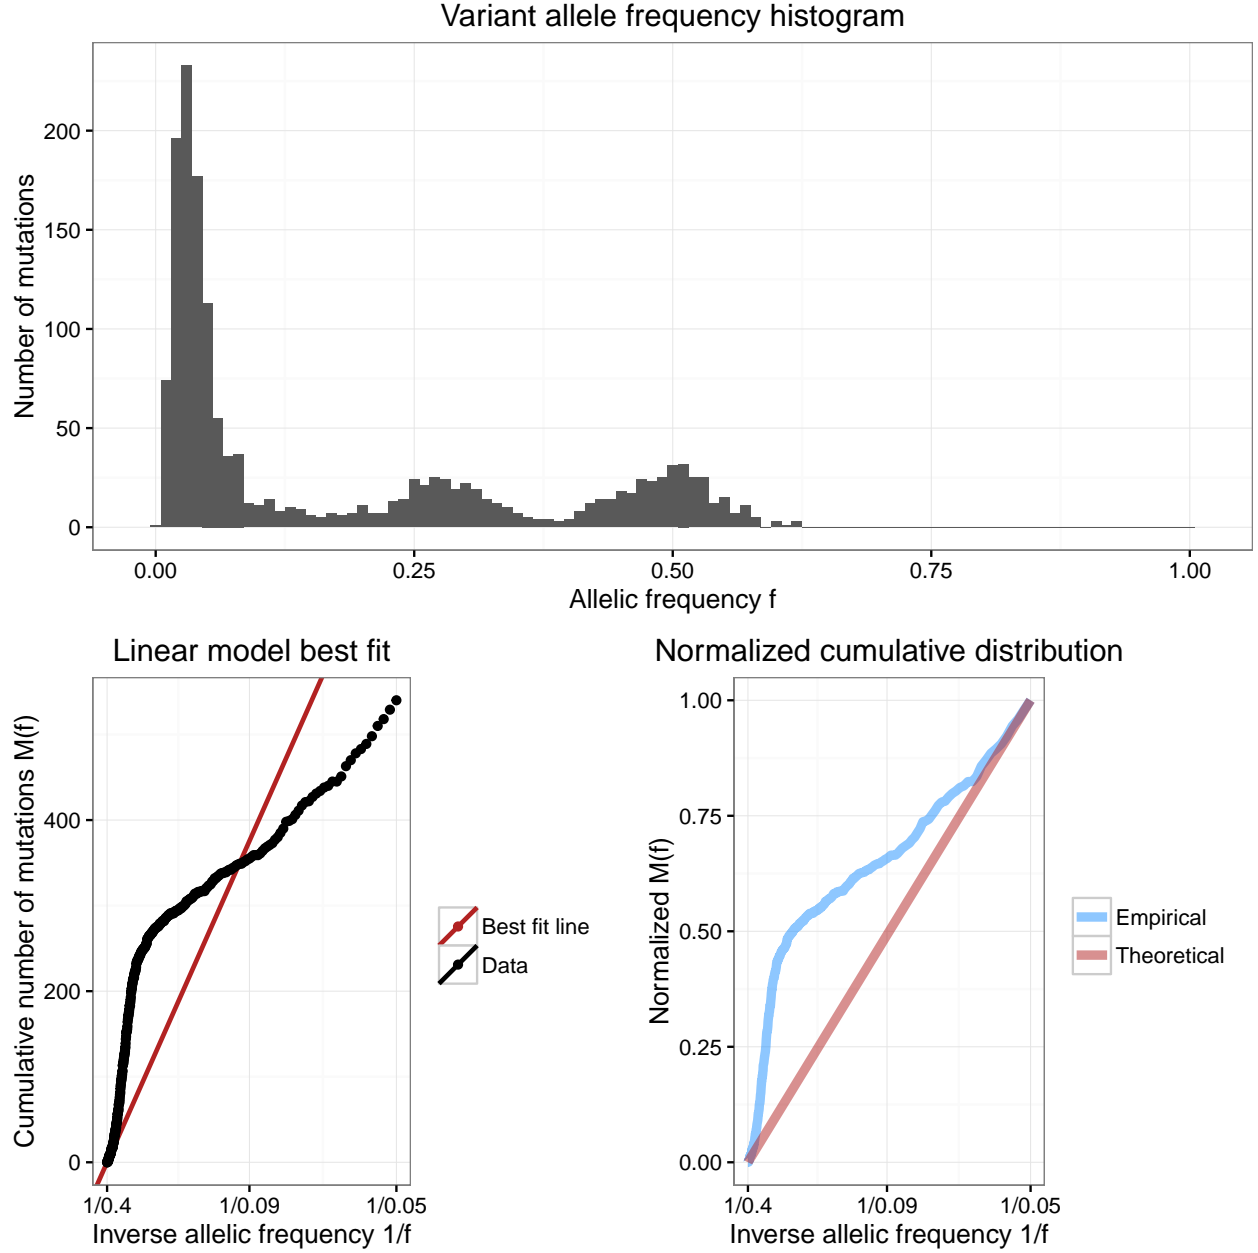 Variant allele frequency histogram
Number of mutations
200
150
100
50
0
0.00 0.25 0.50 0.75 1.00
Allelic frequency f
Linear model best fit
Cumulative number of mutations M(f)
400
200
0
1/0.4 1/0.09 1/0.05
Inverse allelic frequency 1/f
Best fit line
Data
Normalized cumulative distribution
Normalized M(f)
1.00
0.75
0.50
0.25
0.00
1/0.4 1/0.09 1/0.05
Inverse allelic frequency 1/f
Empirical
Theoretical